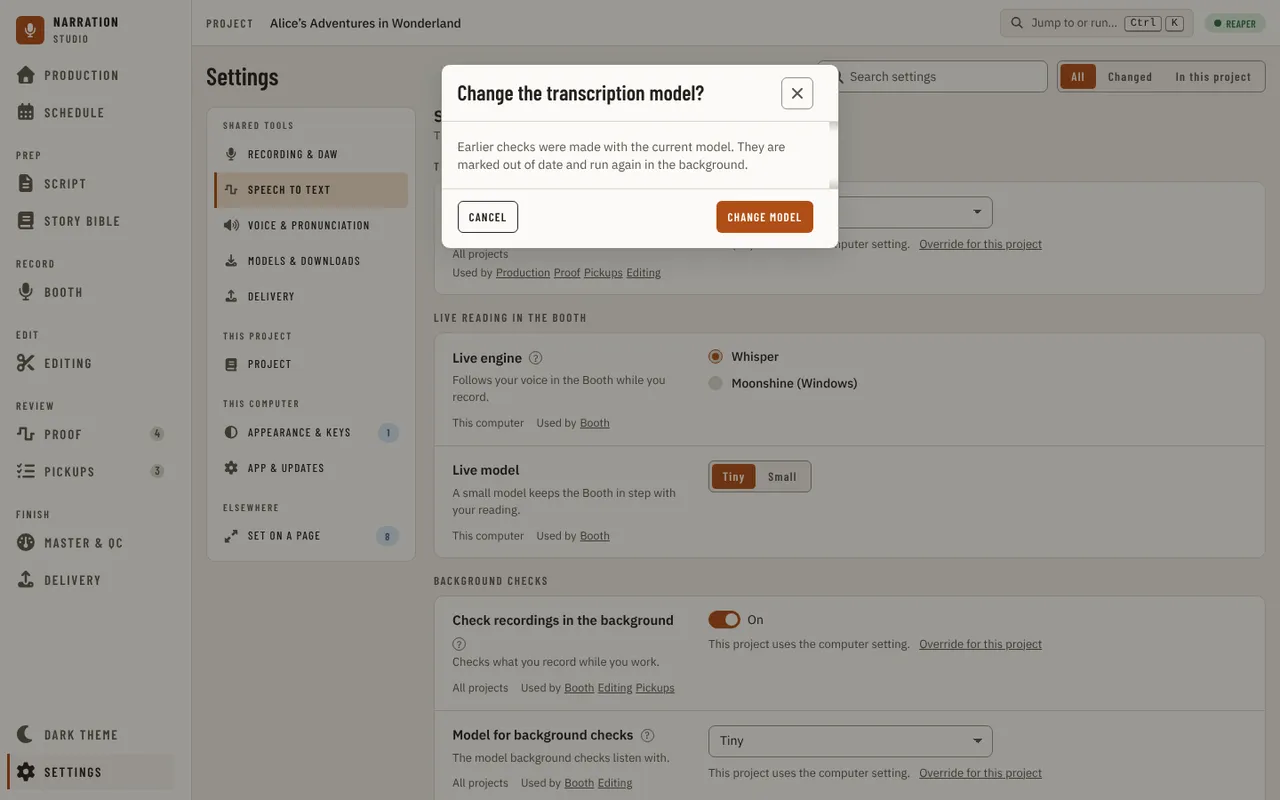 NARRATION
STUDIO
PRODUCTION
SCHEDULE
PREP
SCRIPT
STORY BIBLE
RECORD
BOOTH
EDIT
EDITING
REVIEW
PROOF 4
PICKUPS 3
FINISH
MASTER & QC
DELIVERY
DARK THEME
SETTINGS
PROJECT Alice's Adventures in Wonderland
Jump to or run... Ctrl K
REAPER
Settings
Search settings
All Changed In this project
SHARED TOOLS
RECORDING & DAW
SPEECH TO TEXT
VOICE & PRONUNCIATION
MODELS & DOWNLOADS
DELIVERY
THIS PROJECT
PROJECT
THIS COMPUTER
APPEARANCE & KEYS 1
APP & UPDATES
ELSEWHERE
SET ON A PAGE 8
Change the transcription model?
Earlier checks were made with the current model. They are
marked out of date and run again in the background.
CANCEL
CHANGE MODEL
setting. Override for this project
All projects
Used by Production Proof Pickups Editing
LIVE READING IN THE BOOTH
Live engine ?
Follows your voice in the Booth while you
record.
This computer Used by Booth
Whisper
Moonshine (Windows)
Live model
A small model keeps the Booth in step with
your reading.
This computer Used by Booth
Tiny Small
BACKGROUND CHECKS
Check recordings in the background
?
Checks what you record while you work.
All projects Used by Booth Editing Pickups
On
This project uses the computer setting. Override for this project
Model for background checks ?
The model background checks listen with.
All projects Used by Booth Editing
Tiny
This project uses the computer setting. Override for this project